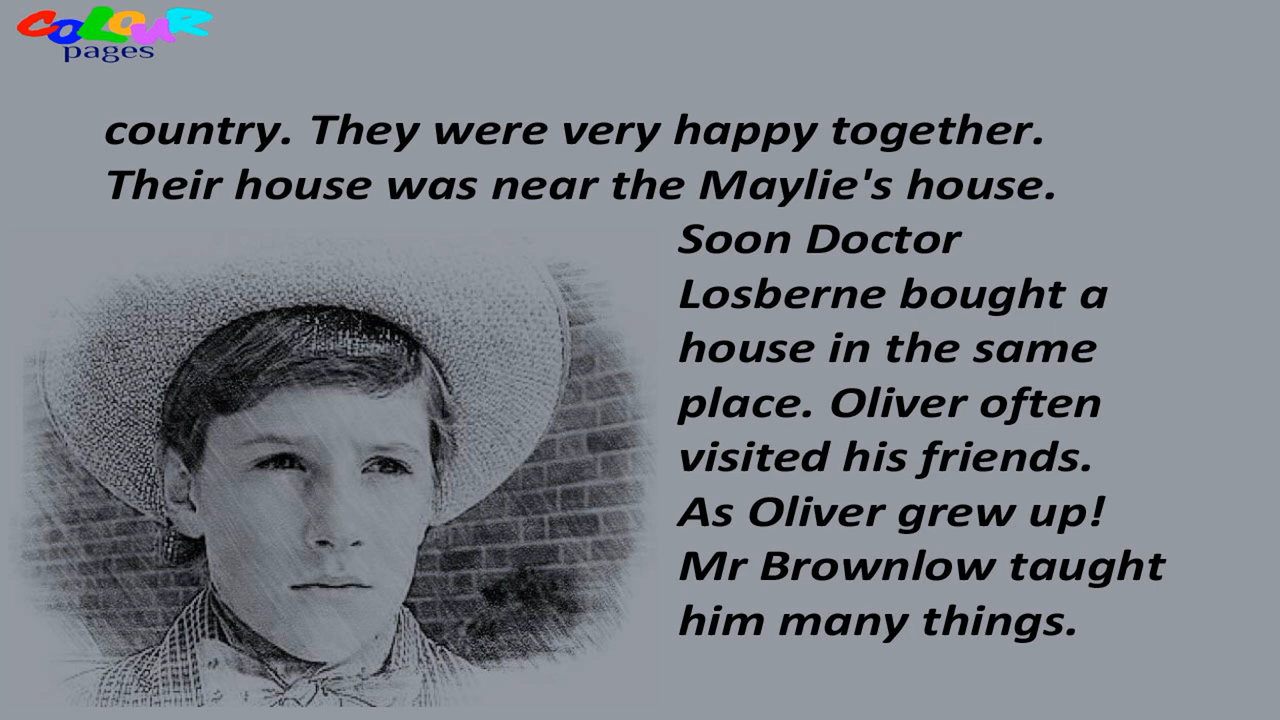 COLOUR
pages
country. They were very happy together.
Their house was near the Maylie's house.
Soon Doctor
Losberne bought a
house in the same
place. Oliver often
visited his friends.
As Oliver grew up!
Mr Brownlow taught
him many things.